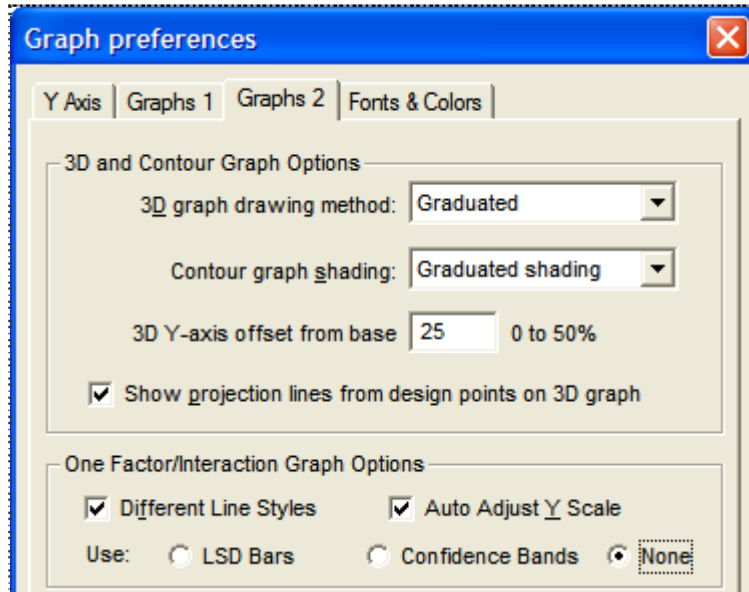 Graph preferences
Y Axis Graphs 1 Graphs 2 Fonts & Colors
3D and Contour Graph Options
3D graph drawing method: Graduated
Contour graph shading: Graduated shading
3D Y-axis offset from base 25 0 to 50%
Show projection lines from design points on 3D graph
One Factor/Interaction Graph Options
Different Line Styles Auto Adjust Y Scale
Use: LSD Bars Confidence Bands None